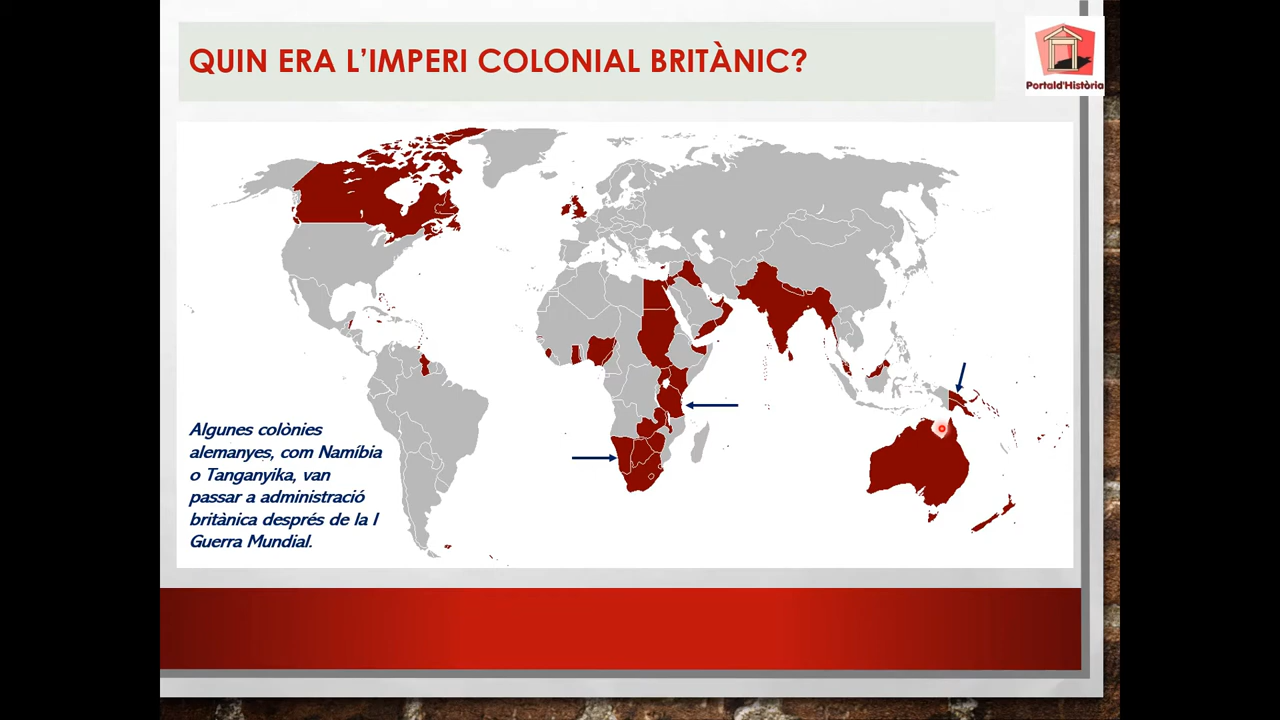 QUIN ERA L'IMPERI COLONIAL BRITÀNIC?
Portald'Història
Algunes colònies
alemanyes, com Namíbia
o Tanganyika, van
passar a administració
britànica després de la I
Guerra Mundial.